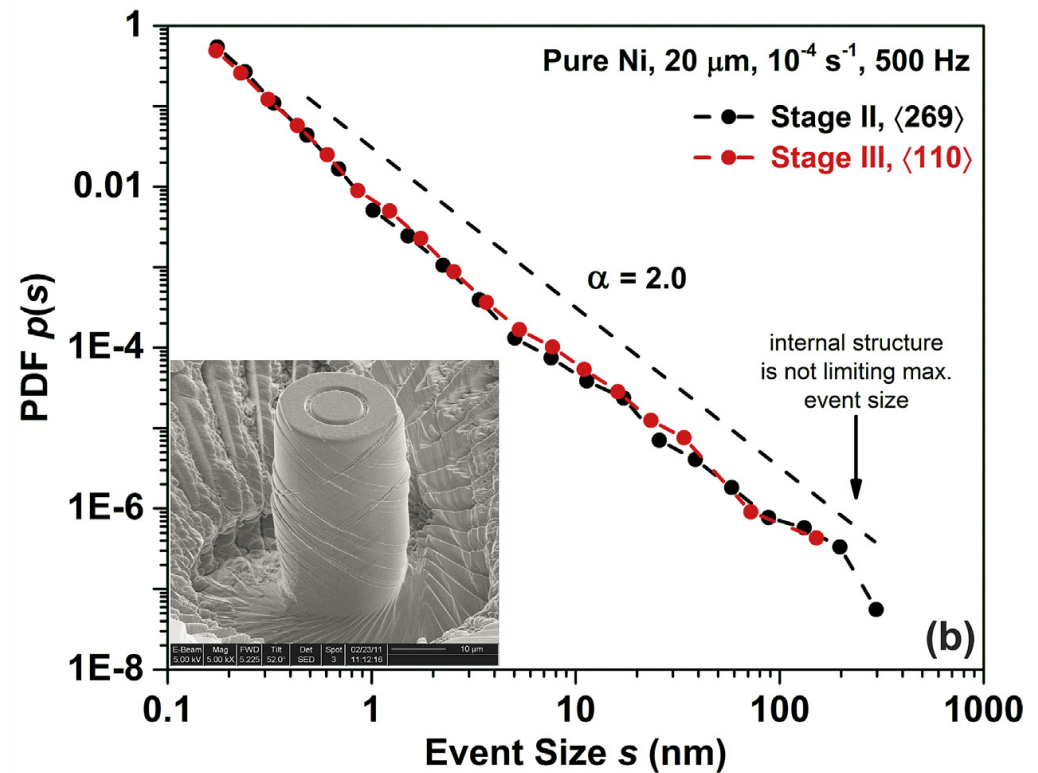 Pure Ni, 20 μm, 10⁻⁴ s⁻¹, 500 Hz
Stage II, ⟨269⟩
Stage III, ⟨110⟩
α = 2.0
internal structure
is not limiting max.
event size
(b)
PDF p(s)
1
0.01
1E-4
1E-6
1E-8
E-Beam Mag FWD Tilt Det Spot 02/23/11
5.00 kV 5.00 kX 5.225 52.0° SED 3 11:12:16
10 μm
0.1 1 10 100 1000
Event Size s (nm)